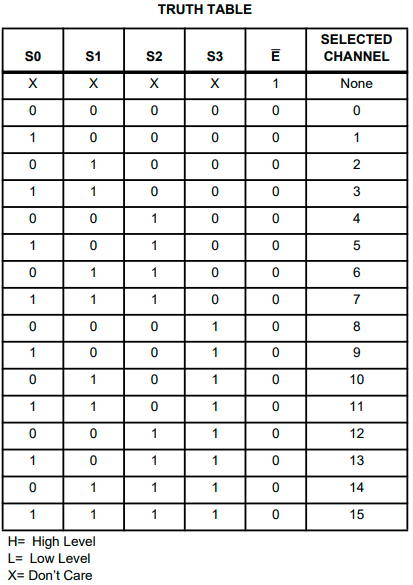 TRUTH TABLE
S0 S1 S2 S3 E̅ SELECTED CHANNEL
X X X X 1 None
0 0 0 0 0 0
1 0 0 0 0 1
0 1 0 0 0 2
1 1 0 0 0 3
0 0 1 0 0 4
1 0 1 0 0 5
0 1 1 0 0 6
1 1 1 0 0 7
0 0 0 1 0 8
1 0 0 1 0 9
0 1 0 1 0 10
1 1 0 1 0 11
0 0 1 1 0 12
1 0 1 1 0 13
0 1 1 1 0 14
1 1 1 1 0 15
H= High Level
L= Low Level
X= Don't Care